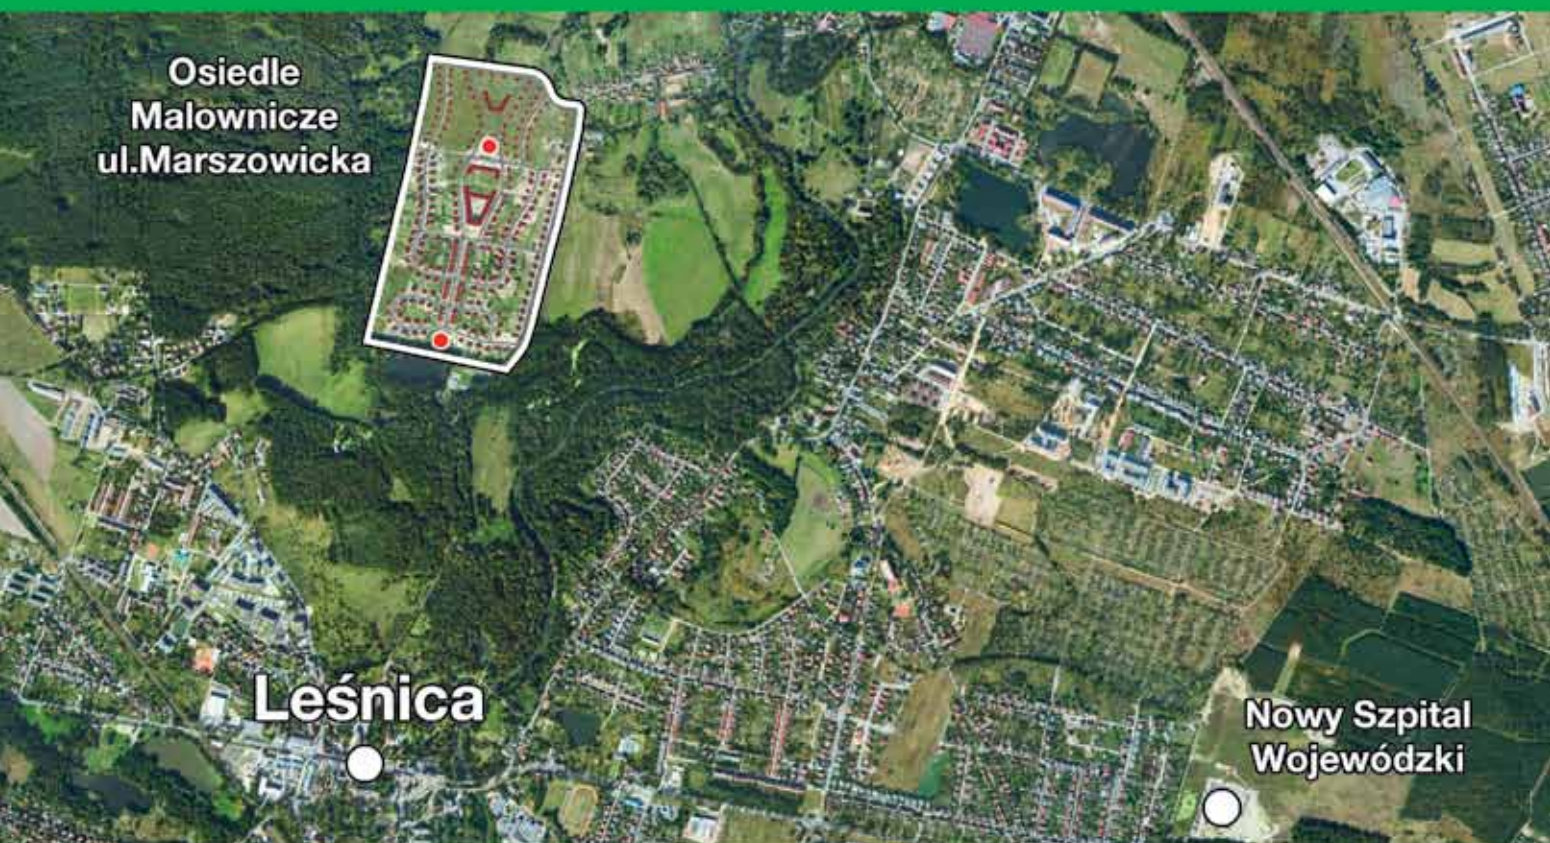 Osiedle
Malownicze
ul.Marszowicka
Leśnica
Nowy Szpital
Wojewódzki